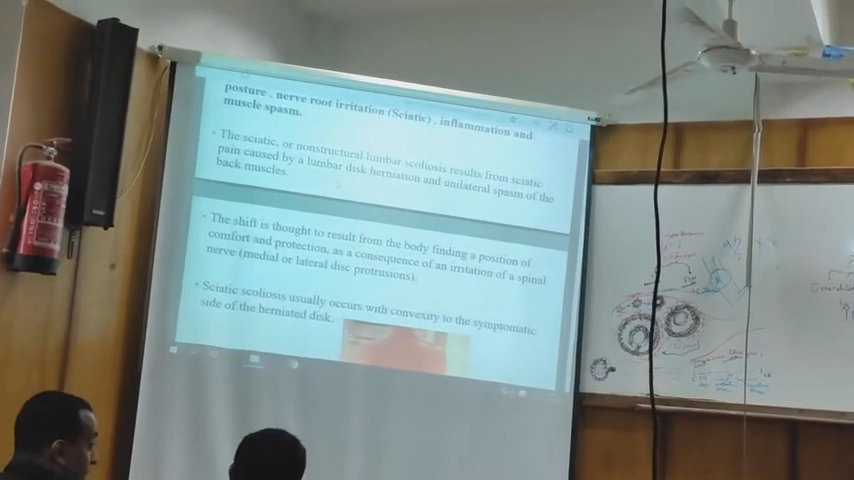 posture . nerve root irritation (Sciatic) . inflammation and
muscle spasm.
• The sciatic, or nonstructural lumbar scoliosis results from sciatic
pain caused by a lumbar disk herniation and unilateral spasm of the
back muscles.
• The shift is thought to result from the body finding a position of
comfort and protection, as a consequence of an irritation of a spinal
nerve (medial or lateral disc protrusions).
• Sciatic scoliosis usually occurs with convexity to the symptomatic
side of the herniated disk.